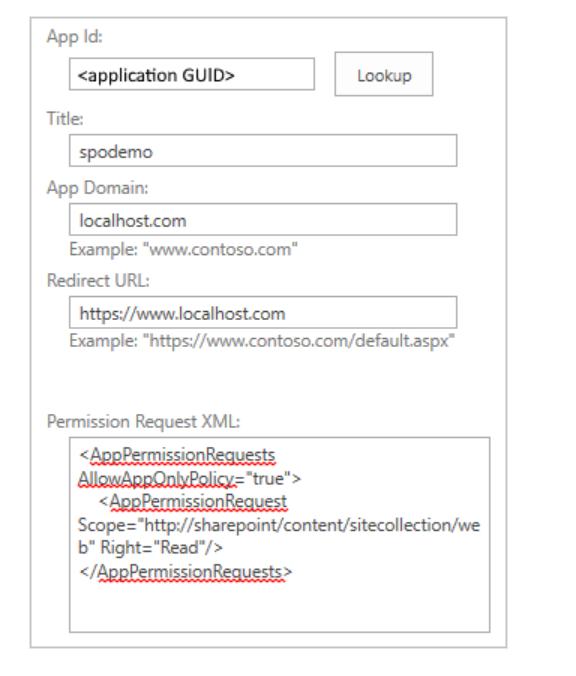 App Id:
<application GUID>
Lookup
Title:
spodemo
App Domain:
localhost.com
Example: "www.contoso.com"
Redirect URL:
https://www.localhost.com
Example: "https://www.contoso.com/default.aspx"
Permission Request XML:
<AppPermissionRequests
AllowAppOnlyPolicy="true">
<AppPermissionRequest
Scope="http://sharepoint/content/sitecollection/we
b" Right="Read"/>
</AppPermissionRequests>